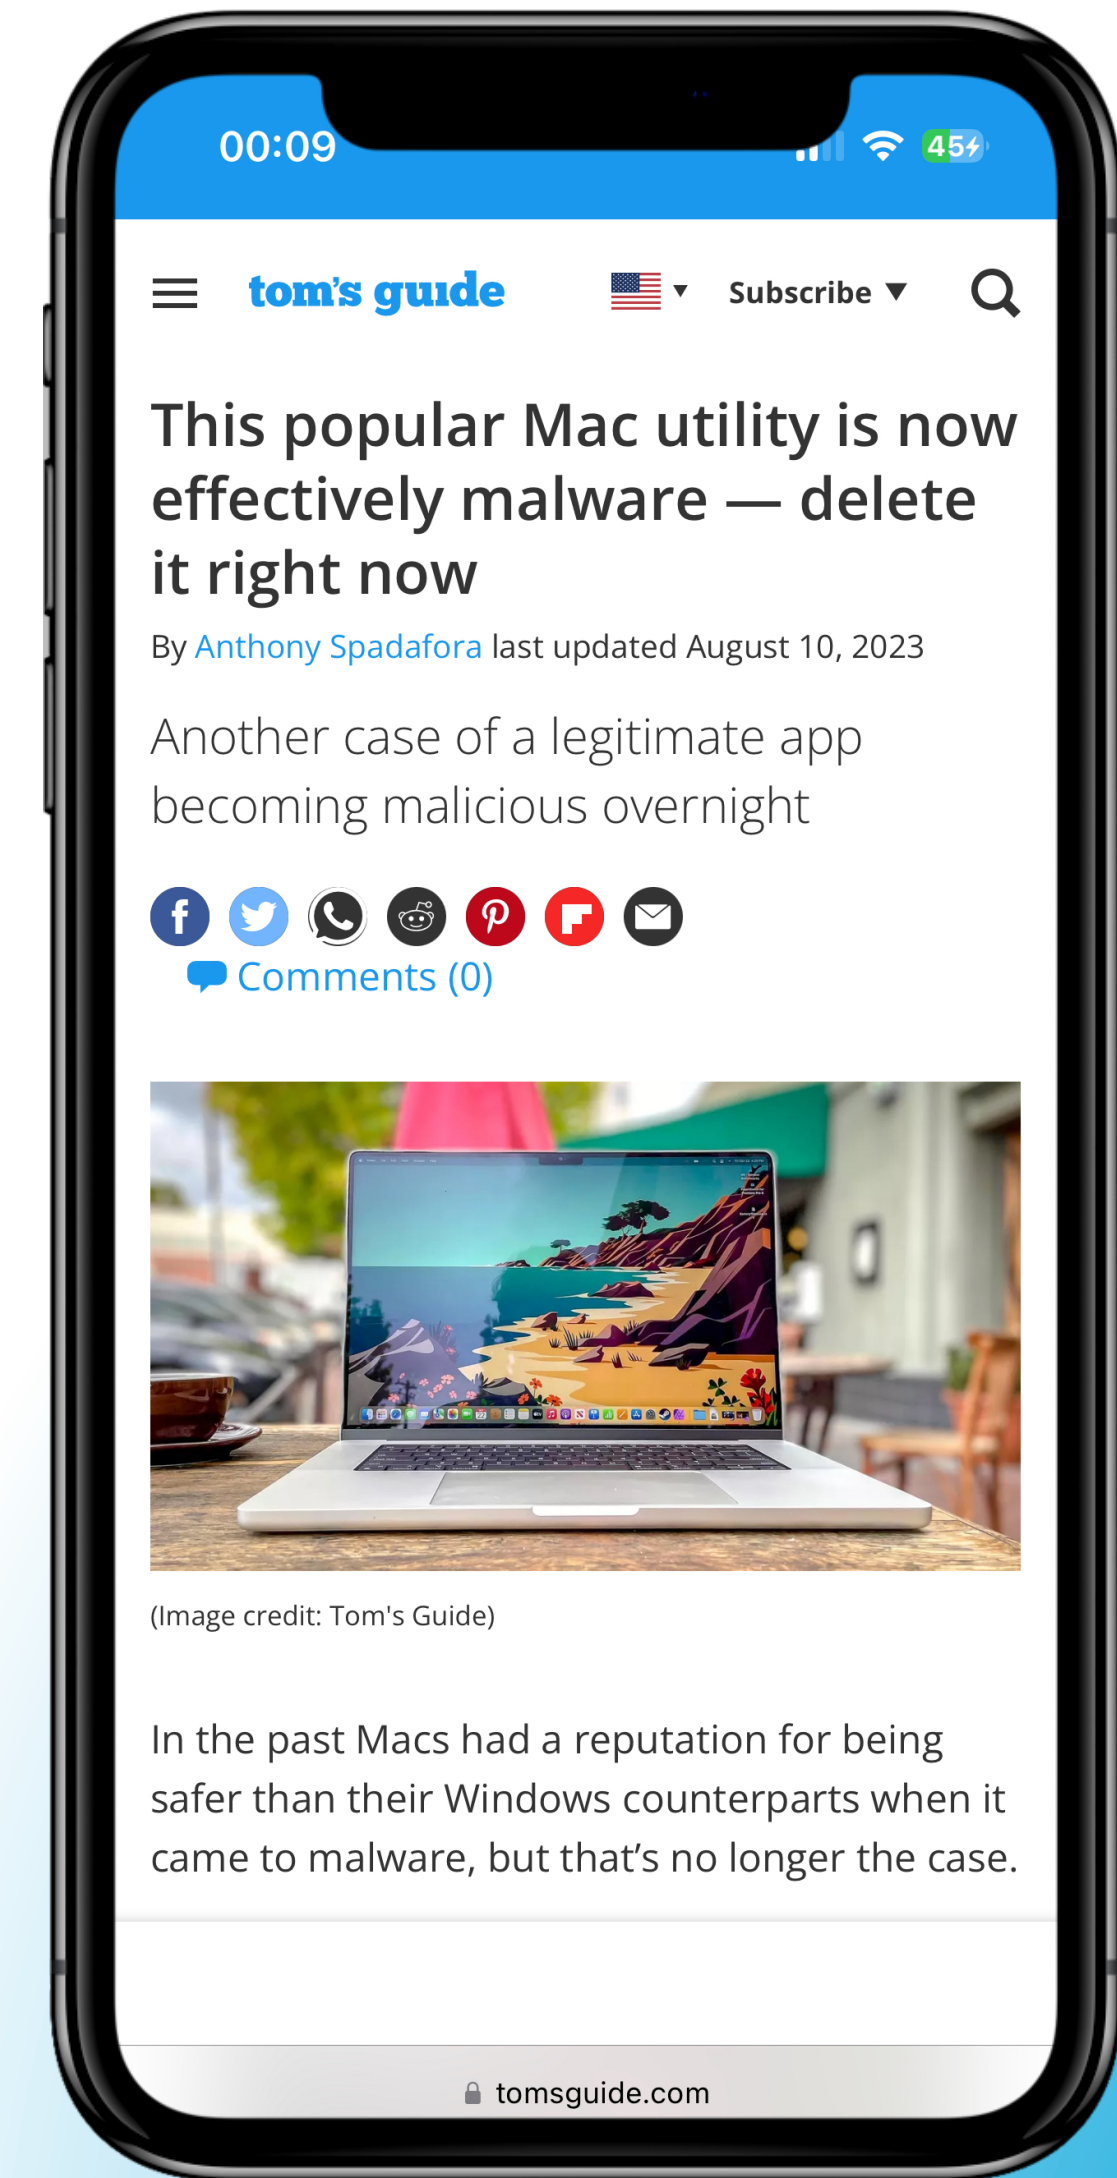 00:09
45
tom's guide
Subscribe
This popular Mac utility is now
effectively malware — delete
it right now
By Anthony Spadafora last updated August 10, 2023
Another case of a legitimate app
becoming malicious overnight
Comments (0)
(Image credit: Tom's Guide)
In the past Macs had a reputation for being
safer than their Windows counterparts when it
came to malware, but that’s no longer the case.
tomsguide.com